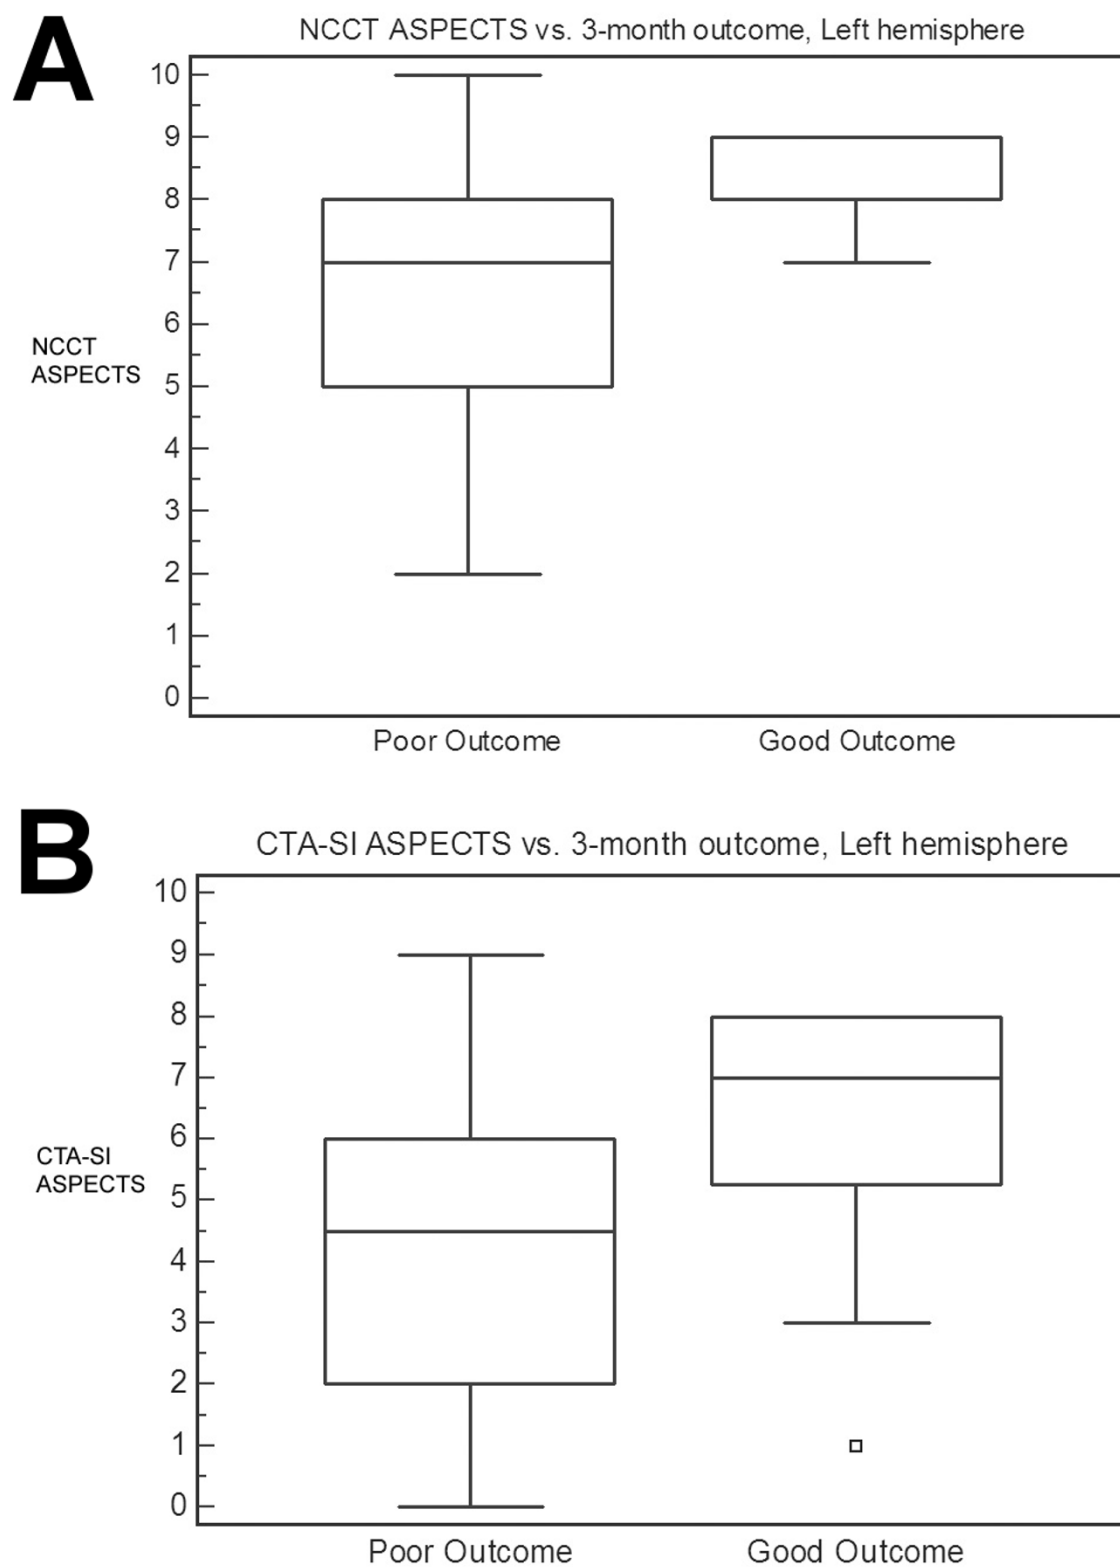 A
NCCT ASPECTS vs. 3-month outcome, Left hemisphere
10
9
8
7
6
NCCT
ASPECTS
5
4
3
2
1
0
Poor Outcome
Good Outcome
B
CTA-SI ASPECTS vs. 3-month outcome, Left hemisphere
10
9
8
7
6
CTA-SI
ASPECTS
5
4
3
2
1
0
Poor Outcome
Good Outcome